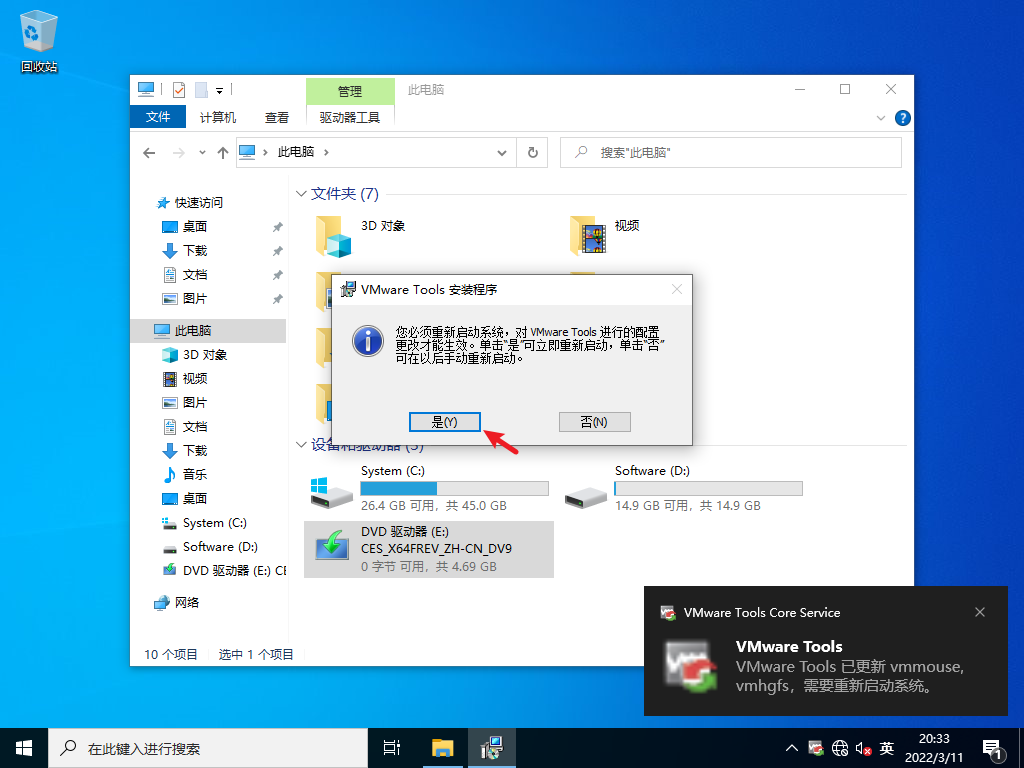 回收站
管理
此电脑
文件
计算机
查看
驱动器工具
此电脑
搜索"此电脑"
快速访问
桌面
下载
文档
图片
此电脑
3D 对象
视频
图片
文档
下载
音乐
桌面
System (C:)
Software (D:)
DVD 驱动器 (E:) CE
网络
文件夹 (7)
3D 对象
视频
VMware Tools 安装程序
您必须重新启动系统，对 VMware Tools 进行的配置
更改才能生效。单击“是”可立即重新启动，单击“否”
可在以后手动重新启动。
是(Y)
否(N)
设备和驱动器 (3)
System (C:)
26.4 GB 可用，共 45.0 GB
Software (D:)
14.9 GB 可用，共 14.9 GB
DVD 驱动器 (E:)
CES_X64FREV_ZH-CN_DV9
0 字节 可用，共 4.69 GB
10 个项目
选中 1 个项目
VMware Tools Core Service
VMware Tools
VMware Tools 已更新 vmmouse,
vmhgfs，需要重新启动系统。
在此键入进行搜索
英
20:33
2022/3/11
1